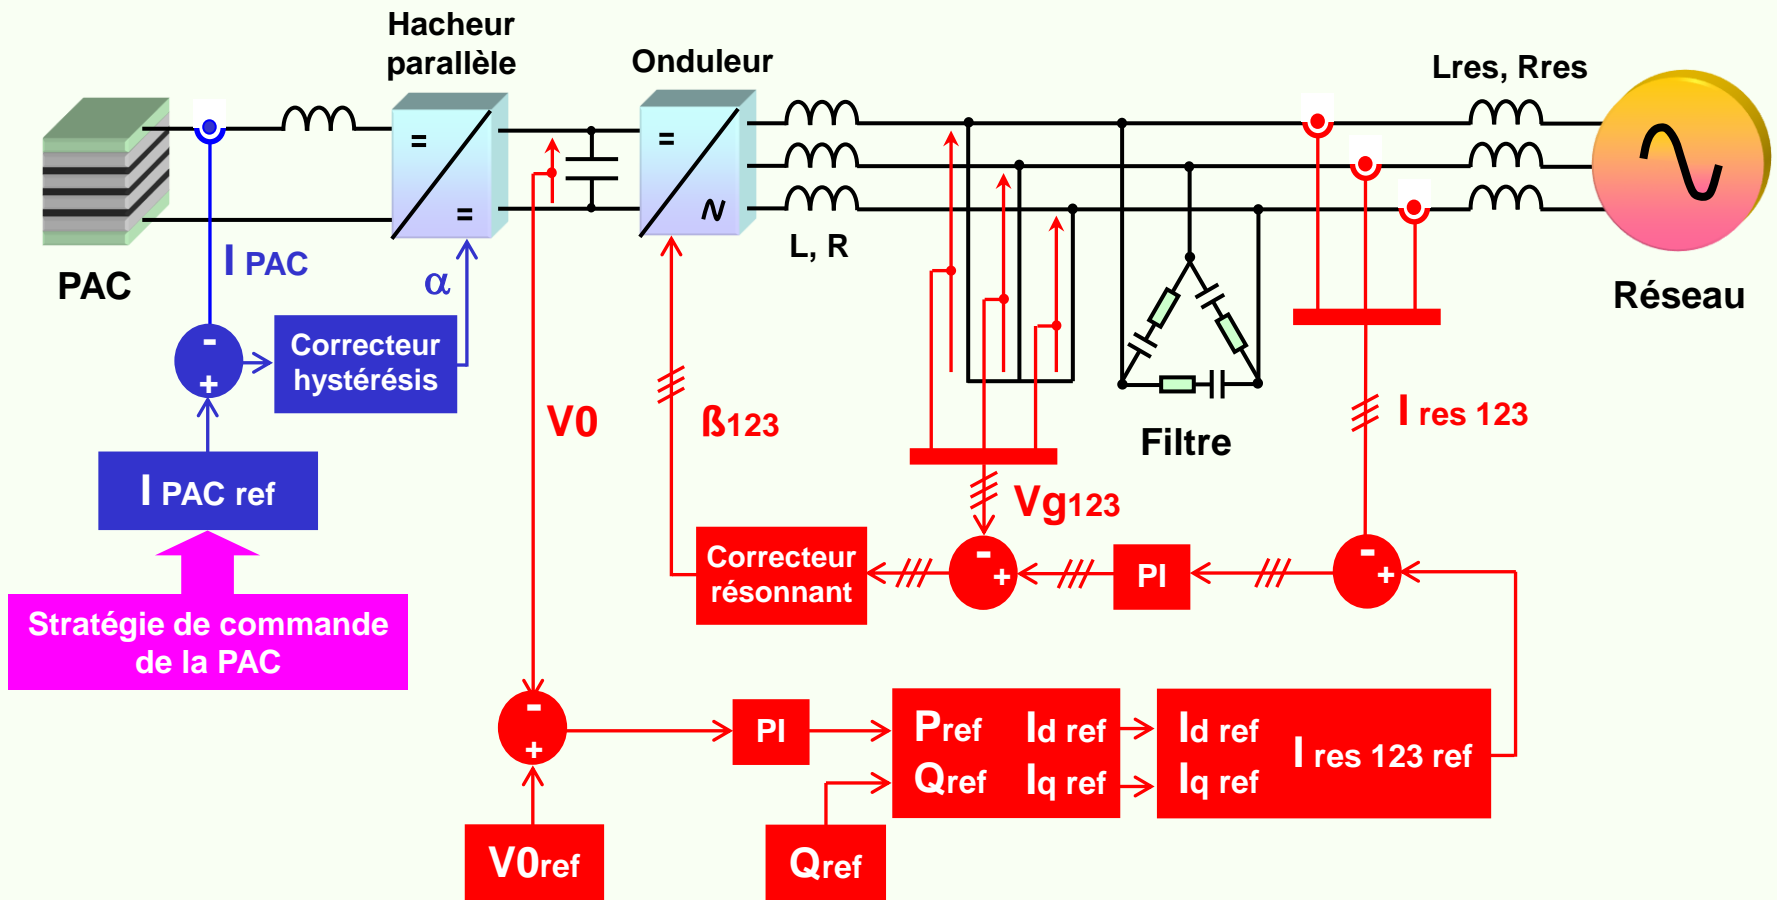 Hacheur
parallèle
Onduleur
Lres, Rres
=
=
=
PAC
I PAC
α
L, R
Réseau
-
+
Correcteur
hystérésis
V0
ß123
Filtre
I res 123
I PAC ref
Vg123
Stratégie de commande
de la PAC
Correcteur
résonnant
-
+
PI
-
+
-
+
PI
Pref
Id ref
Qref
Iq ref
Id ref
Iq ref
I res 123 ref
V0ref
Qref